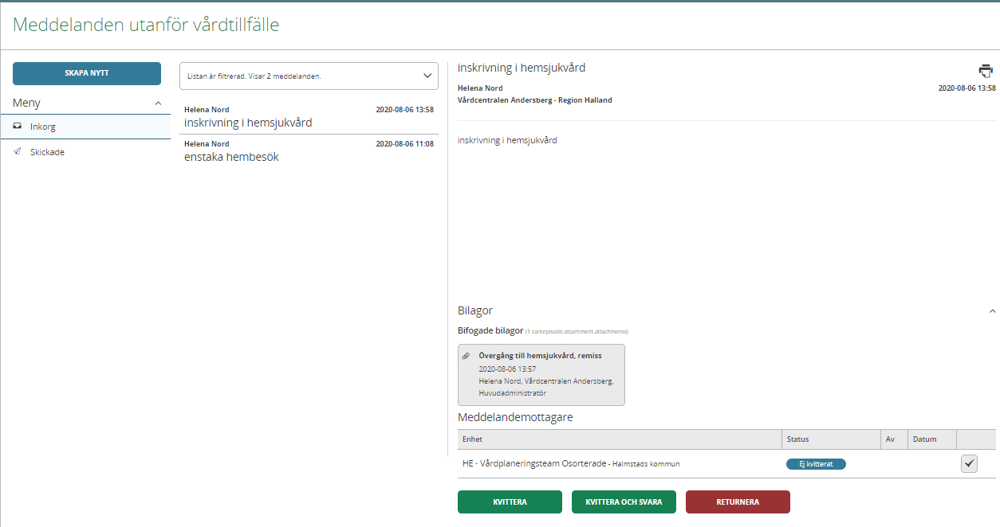 Meddelanden utanför vårdtillfälle
SKAPA NYTT
Meny
Inkorg
Skickade
Listan är filtrerad. Visar 2 meddelanden.
Helena Nord 2020-08-06 13:58
inskrivning i hemsjukvård
Helena Nord 2020-08-06 11:08
enstaka hembesök
inskrivning i hemsjukvård
Helena Nord 2020-08-06 13:58
Vårdcentralen Andersberg - Region Halland
inskrivning i hemsjukvård
Bilagor
Bifogade bilagor (1 careepisode.attachment.attachments)
Övergång till hemsjukvård, remiss
2020-08-06 13:57
Helena Nord, Vårdcentralen Andersberg,
Huvudadministratör
Meddelandemottagare
Enhet Status Av Datum
HE - Vårdplaneringsteam Osorterade - Halmstads kommun Ej kvitterat
KVITTERA KVITTERA OCH SVARA RETURNERA